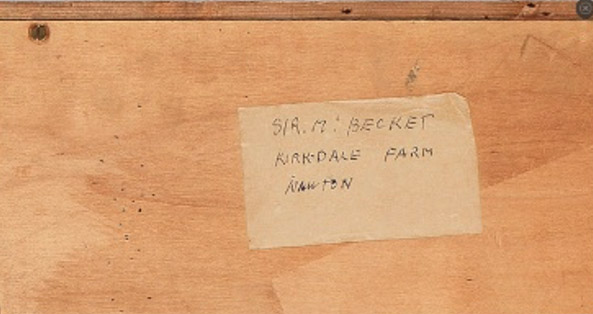 SIR. M: BECKET
KIRKDALE FARM
NAWTON